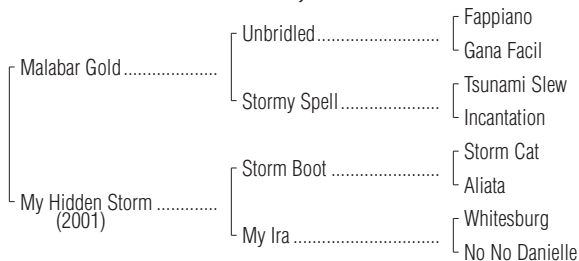 Fappiano
Unbridled
Gana Facil
Malabar Gold
Tsunami Slew
Stormy Spell
Incantation
Storm Cat
Storm Boot
Aliata
My Hidden Storm
(2001)
Whitesburg
My Ira
No No Danielle